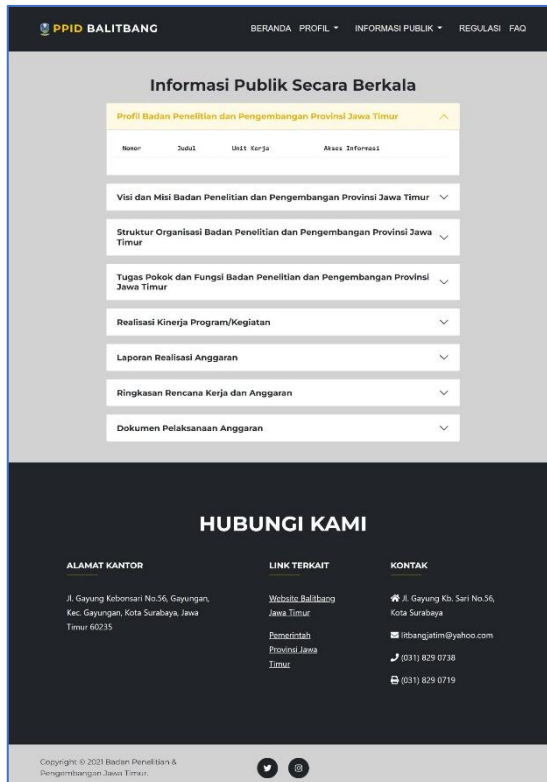 PPID BALITBANG
BERANDA PROFIL INFORMASI PUBLIK REGULASI FAQ
Informasi Publik Secara Berkala
Profil Badan Penelitian dan Pengembangan Provinsi Jawa Timur
Nomor Judul Unit Kerja Akses Informasi
Visi dan Misi Badan Penelitian dan Pengembangan Provinsi Jawa Timur
Struktur Organisasi Badan Penelitian dan Pengembangan Provinsi Jawa
Timur
Tugas Pokok dan Fungsi Badan Penelitian dan Pengembangan Provinsi
Jawa Timur
Realisasi Kinerja Program/Kegiatan
Laporan Realisasi Anggaran
Ringkasan Rencana Kerja dan Anggaran
Dokumen Pelaksanaan Anggaran
HUBUNGI KAMI
ALAMAT KANTOR
Jl. Gayung Kebonsari No.56, Gayungan,
Kec. Gayungan, Kota Surabaya, Jawa
Timur 60235
LINK TERKAIT
Website Balitbang
Jawa Timur
Pemerintah
Provinsi Jawa
Timur
KONTAK
Jl. Gayung Kb. Sari No.56,
Kota Surabaya
litbangjatim@yahoo.com
(031) 829 0738
(031) 829 0719
Copyright © 2021 Badan Penelitian &
Pengembangan Jawa Timur.